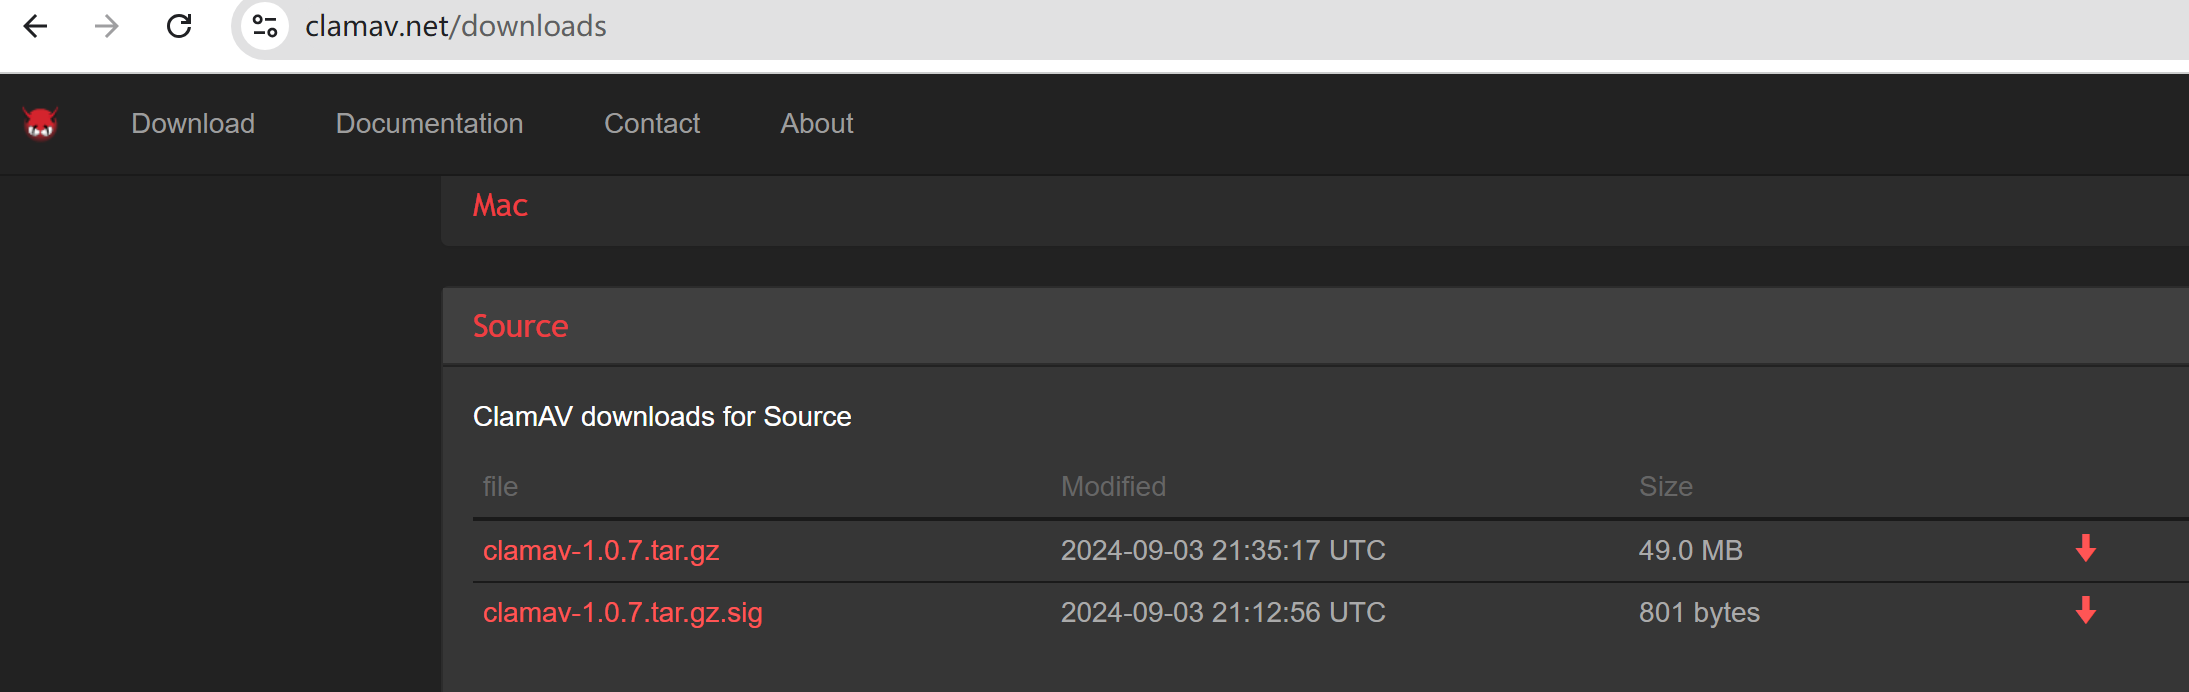 clamav.net/downloads
Download Documentation Contact About
Mac
Source
ClamAV downloads for Source
file Modified Size
clamav-1.0.7.tar.gz 2024-09-03 21:35:17 UTC 49.0 MB
clamav-1.0.7.tar.gz.sig 2024-09-03 21:12:56 UTC 801 bytes